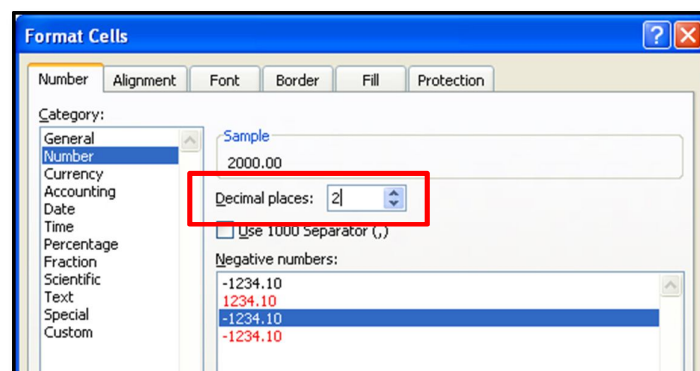 Format Cells
Number Alignment Font Border Fill Protection
Category:
General
Number
Currency
Accounting
Date
Time
Percentage
Fraction
Scientific
Text
Special
Custom
Sample
2000.00
Decimal places: 2
Use 1000 Separator (,)
Negative numbers:
-1234.10
1234.10
-1234.10
-1234.10